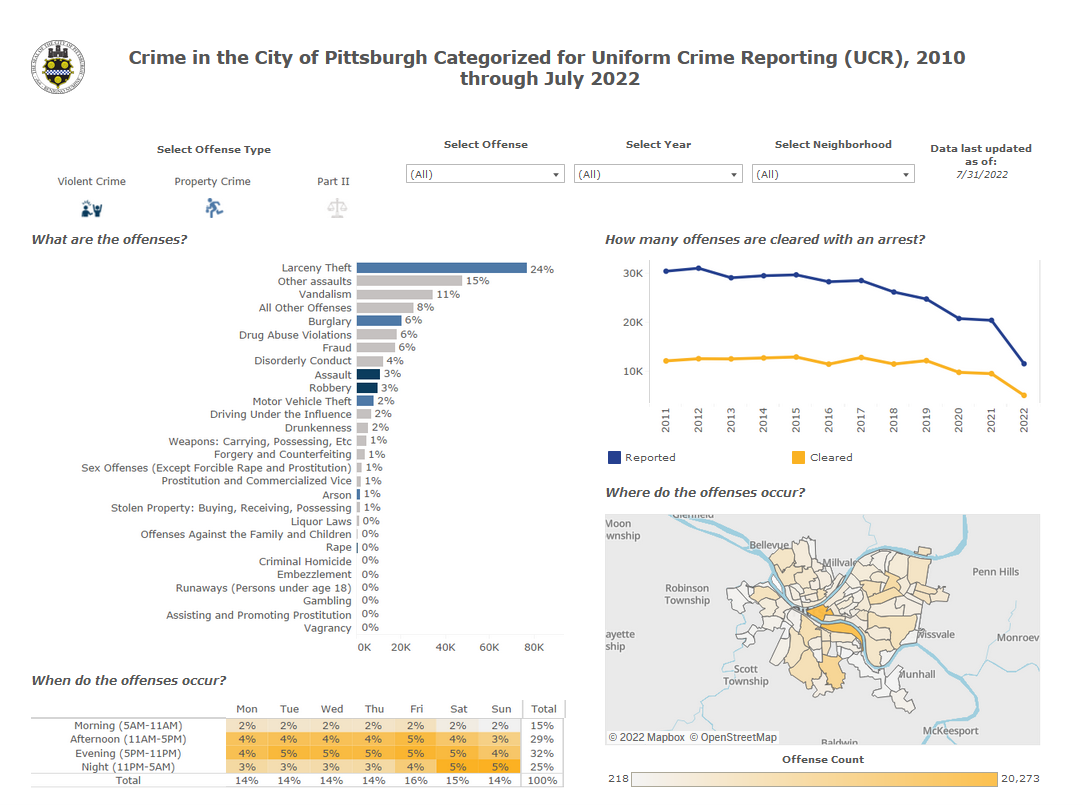 Crime in the City of Pittsburgh Categorized for Uniform Crime Reporting (UCR), 2010
through July 2022
Select Offense Type
Select Offense
Select Year
Select Neighborhood
Data last updated
as of:
7/31/2022
(All)
(All)
(All)
Violent Crime
Property Crime
Part II
What are the offenses?
Larceny Theft 24%
Other assaults 15%
Vandalism 11%
All Other Offenses 8%
Burglary 6%
Drug Abuse Violations 6%
Fraud 6%
Disorderly Conduct 4%
Assault 3%
Robbery 3%
Motor Vehicle Theft 2%
Driving Under the Influence 2%
Drunkenness 2%
Weapons: Carrying, Possessing, Etc 1%
Forgery and Counterfeiting 1%
Sex Offenses (Except Forcible Rape and Prostitution) 1%
Prostitution and Commercialized Vice 1%
Arson 1%
Stolen Property: Buying, Receiving, Possessing 1%
Liquor Laws 0%
Offenses Against the Family and Children 0%
Rape 0%
Criminal Homicide 0%
Embezzlement 0%
Runaways (Persons under age 18) 0%
Gambling 0%
Assisting and Promoting Prostitution 0%
Vagrancy 0%
0K 20K 40K 60K 80K
When do the offenses occur?
Mon Tue Wed Thu Fri Sat Sun Total
Morning (5AM-11AM) 2% 2% 2% 2% 2% 2% 2% 15%
Afternoon (11AM-5PM) 4% 4% 4% 4% 5% 4% 3% 29%
Evening (5PM-11PM) 4% 5% 5% 5% 5% 5% 4% 32%
Night (11PM-5AM) 3% 3% 3% 3% 4% 5% 5% 25%
Total 14% 14% 14% 14% 16% 15% 14% 100%
How many offenses are cleared with an arrest?
30K
20K
10K
2011 2012 2013 2014 2015 2016 2017 2018 2019 2020 2021 2022
Reported
Cleared
Where do the offenses occur?
Glenfield
Moon
wnship
Bellevue
Millvale
Penn Hills
Robinson
Township
ayette
ship
vissvale
Monroev
Scott
Township
Munhall
McKeesport
Baldwin
© 2022 Mapbox © OpenStreetMap
Offense Count
218
20,273